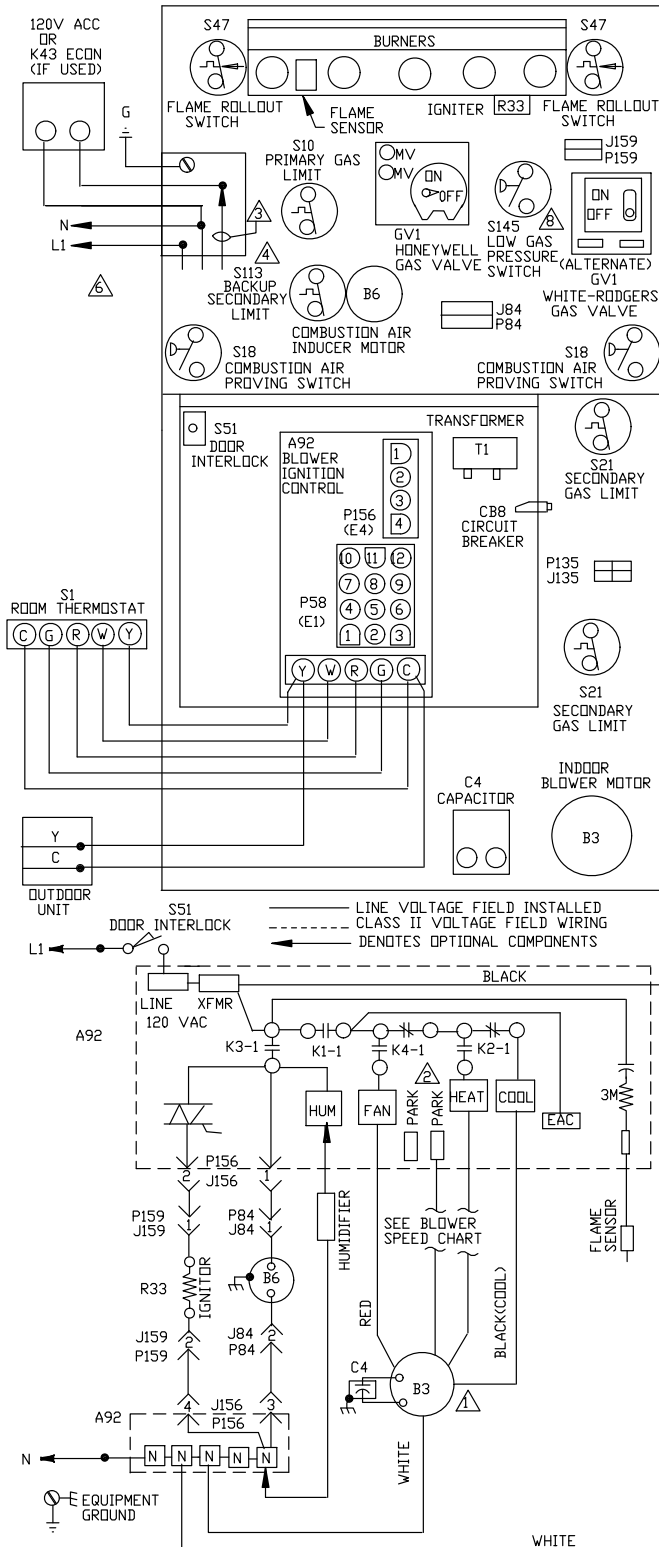 120V ACC
OR
K43 ECON
(IF USED)
G
N
L1
6
3
4
S47
FLAME ROLLOUT
SWITCH
BURNERS
FLAME
SENSOR
IGNITER
R33
S47
FLAME ROLLOUT
SWITCH
J159
P159
S10
PRIMARY GAS
LIMIT
MV
MV
ON
OFF
GV1
HONEYWELL
GAS VALVE
S145
LOW GAS
PRESSURE
SWITCH
8
ON
OFF
(ALTERNATE)
GV1
WHITE-RODGERS
GAS VALVE
S113
BACKUP
SECONDARY
LIMIT
B6
COMBUSTION AIR
INDUCER MOTOR
J84
P84
S18
COMBUSTION AIR
PROVING SWITCH
S18
COMBUSTION AIR
PROVING SWITCH
S51
DOOR
INTERLOCK
A92
BLOWER
IGNITION
CONTROL
1
2
3
4
P156
(E4)
TRANSFORMER
T1
CB8
CIRCUIT
BREAKER
S21
SECONDARY
GAS LIMIT
P135
J135
10 11 12
7 8 9
4 5 6
1 2 3
P58
(E1)
S1
ROOM THERMOSTAT
C G R W Y
Y W R G C
S21
SECONDARY
GAS LIMIT
C4
CAPACITOR
INDOOR
BLOWER MOTOR
B3
Y
C
OUTDOOR
UNIT
LINE VOLTAGE FIELD INSTALLED
CLASS II VOLTAGE FIELD WIRING
DENOTES OPTIONAL COMPONENTS
S51
DOOR INTERLOCK
L1
BLACK
LINE
XFMR
120 VAC
A92
K3-1
K1-1
K4-1
K2-1
HUM
FAN
PARK
2
PARK
HEAT
COOL
EAC
3M
2
P156
J156
1
P159
J159
1
P84
J84
1
HUMIDIFIER
SEE BLOWER
SPEED CHART
FLAME
SENSOR
R33
IGNITOR
B6
RED
BLACK(COOL)
J159
P159
2
J84
P84
2
C4
B3
1
A92
4
J156
P156
3
N
N N N N N
WHITE
EQUIPMENT
GROUND
WHITE